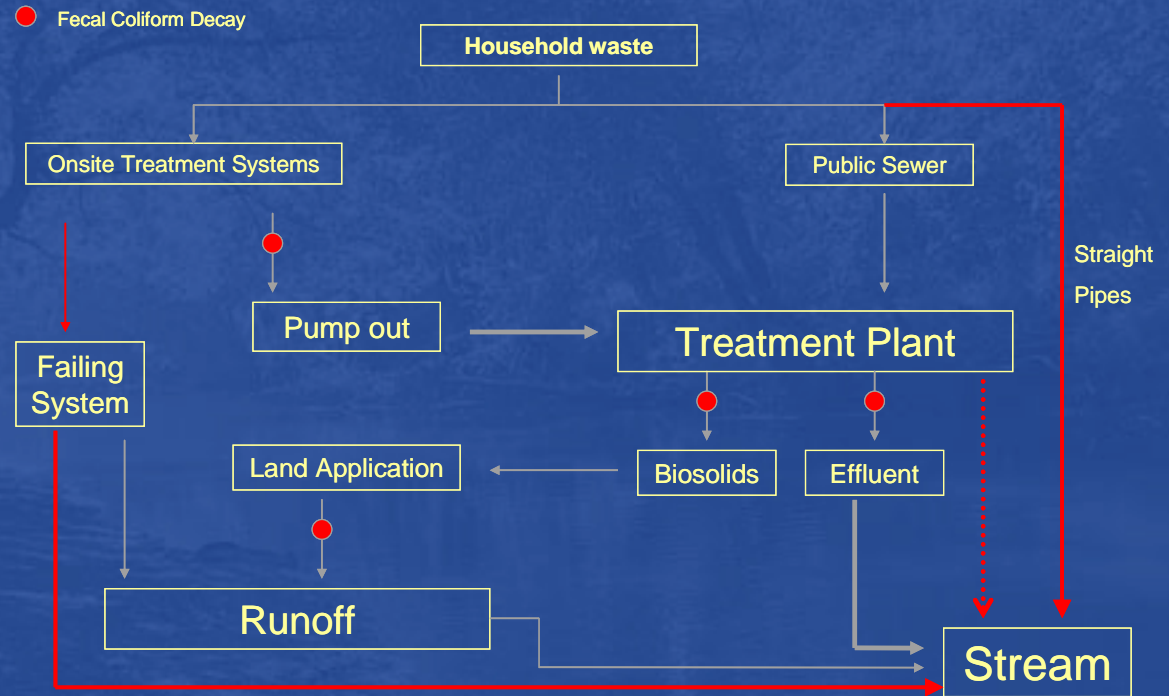 Fecal Coliform Decay
Household waste
Onsite Treatment Systems
Public Sewer
Straight
Pipes
Pump out
Treatment Plant
Failing
System
Land Application
Biosolids
Effluent
Runoff
Stream